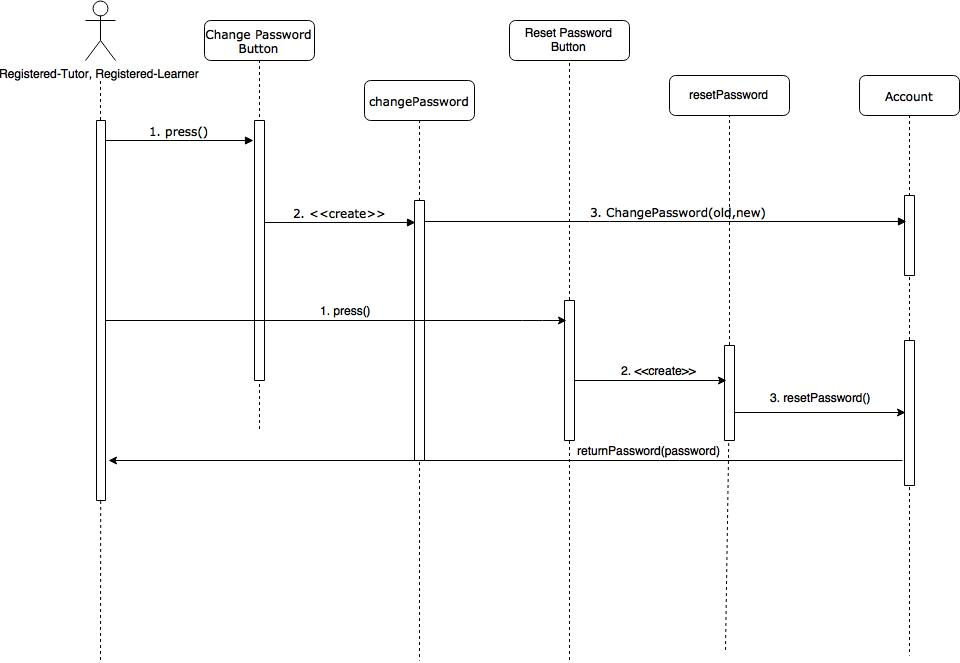 Change Password
Button
Reset Password
Button
Registered-Tutor, Registered-Learner
changePassword
resetPassword
Account
1. press()
2. <<create>>
3. ChangePassword(old,new)
1. press()
2. <<create>>
3. resetPassword()
returnPassword(password)